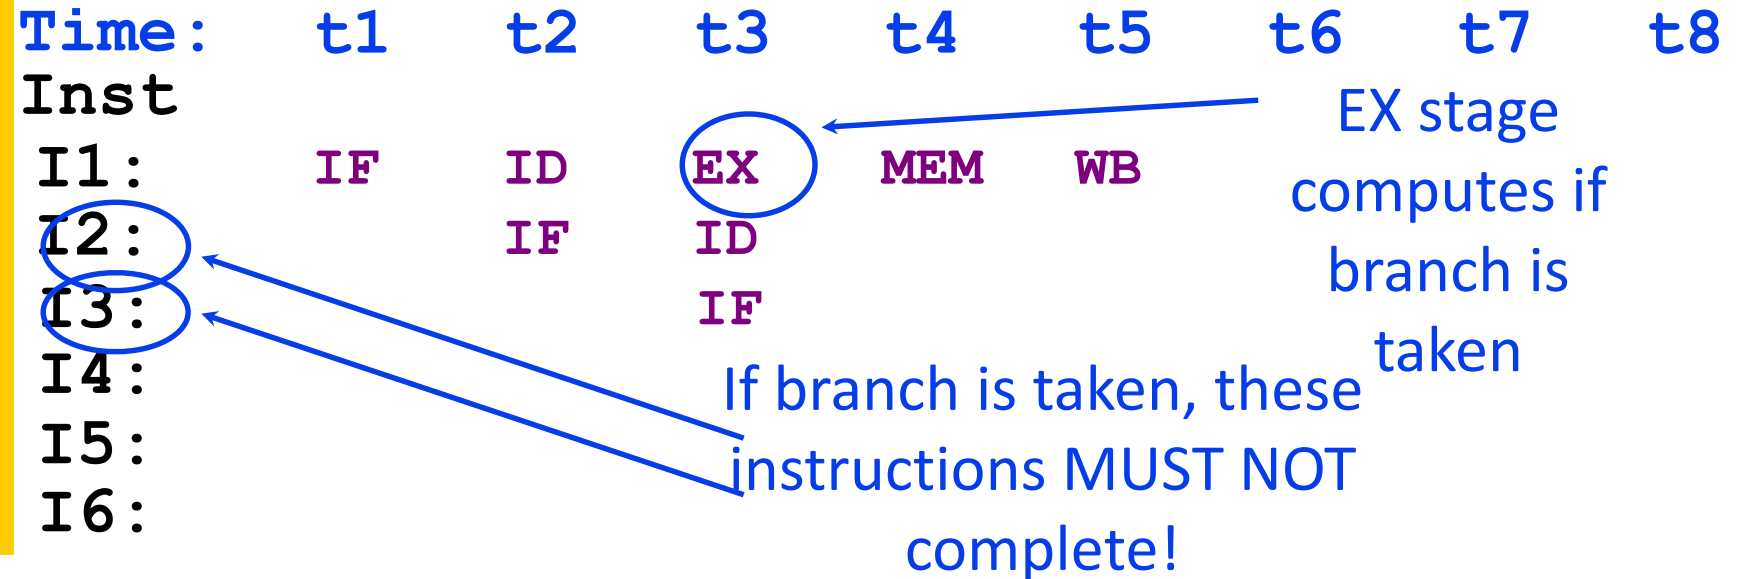 Time: t1 t2 t3 t4 t5 t6 t7 t8
Inst
I1: IF ID EX MEM WB
I2: IF ID
I3: IF
I4:
I5:
I6:
EX stage
computes if
branch is
taken
If branch is taken, these
instructions MUST NOT
complete!